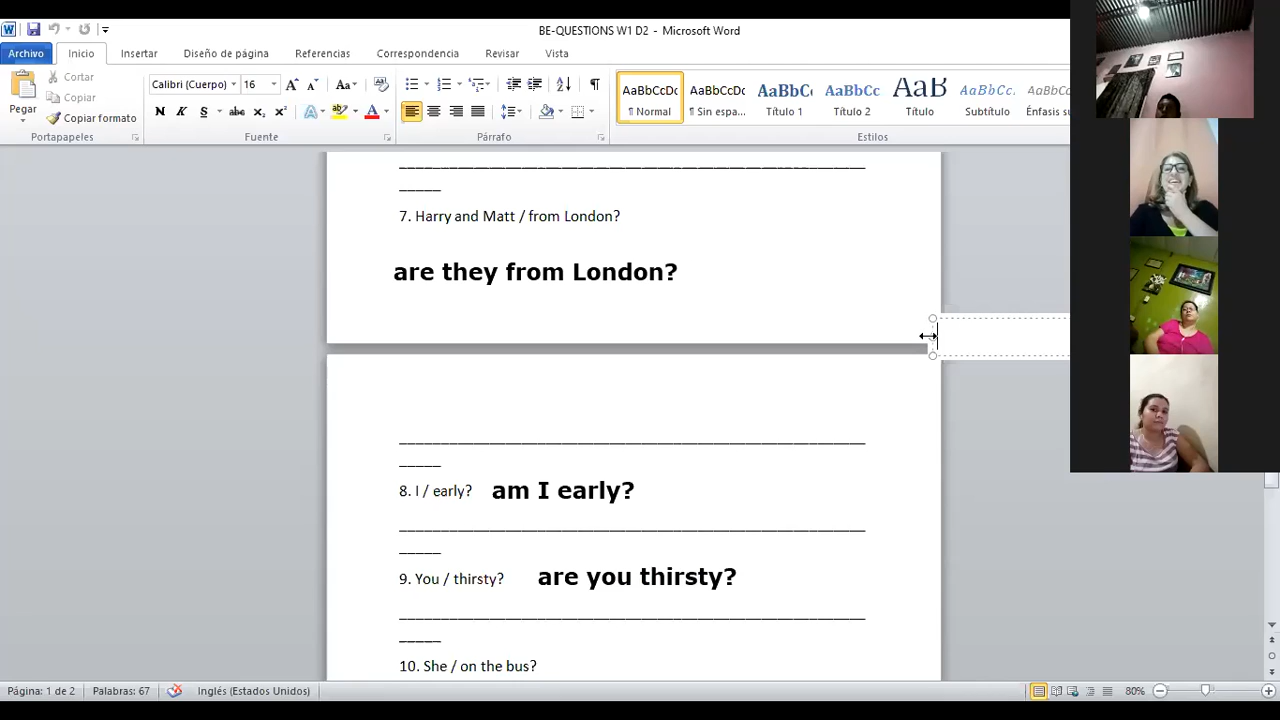 BE-QUESTIONS W1 D2 - Microsoft Word
Archivo Inicio Insertar Diseño de página Referencias Correspondencia Revisar Vista
Cortar
Copiar
Copiar formato
Pegar
Calibri (Cuerpo) 16
N K S abc x₂ x²
AaBbCcDc AaBbCcDc AaBbCc AaBbCc AaB AaBbCc. AaBbCc
¶ Normal ¶ Sin espa... Título 1 Título 2 Título Subtítulo Énfasis su
Portapapeles Fuente Párrafo Estilos
7. Harry and Matt / from London?
are they from London?
8. I / early? am I early?
9. You / thirsty? are you thirsty?
10. She / on the bus?
Página: 1 de 2 Palabras: 67 Inglés (Estados Unidos) 80%